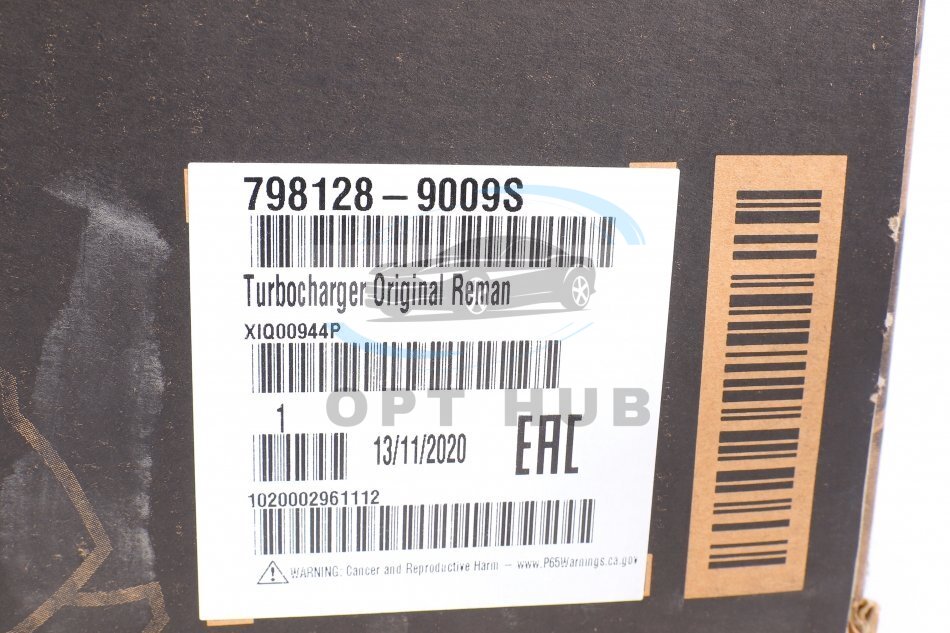 798128-9009S
Turbocharger Original Reman
XIQ00944P
OPT HUB
1
13/11/2020
EAC
1020002961112
WARNING: Cancer and Reproductive Harm - www.P65Warnings.ca.gov